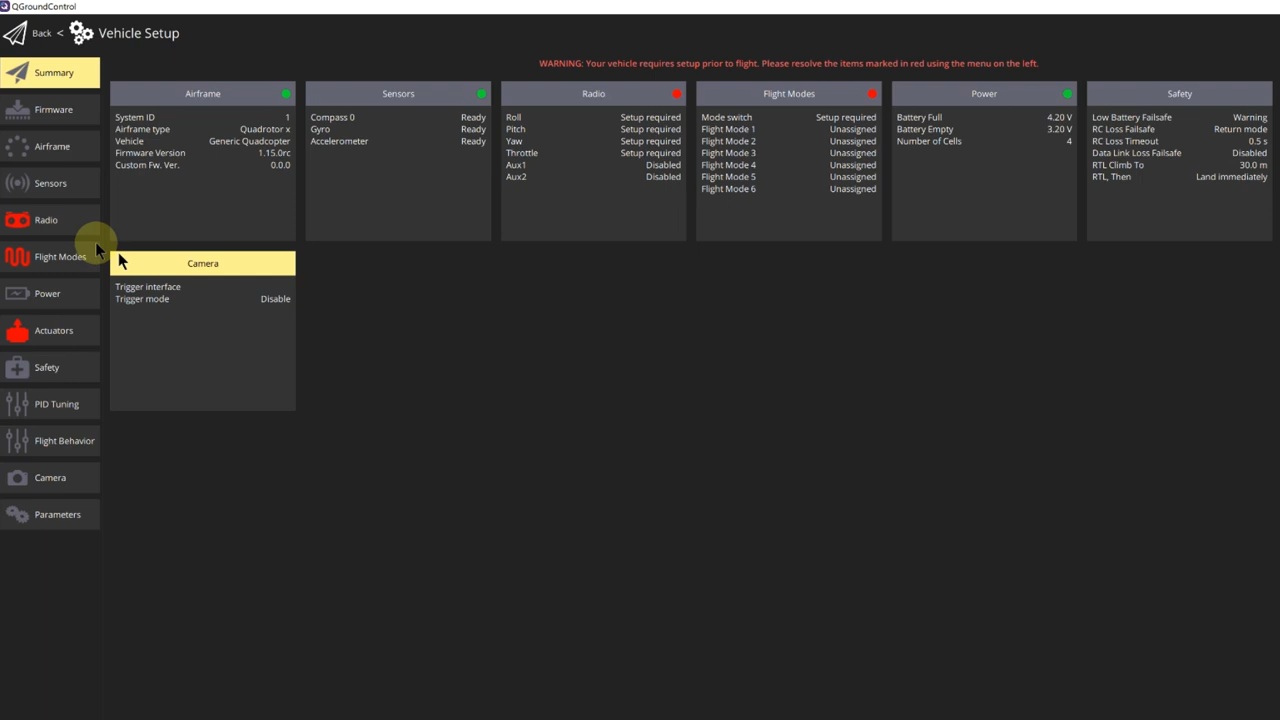 QGroundControl
Back < Vehicle Setup
WARNING: Your vehicle requires setup prior to flight. Please resolve the items marked in red using the menu on the left.
Summary
Firmware
Airframe
Sensors
Radio
Flight Modes
Power
Actuators
Safety
PID Tuning
Flight Behavior
Camera
Parameters
Airframe
System ID 1
Airframe type Quadrotor x
Vehicle Generic Quadcopter
Firmware Version 1.15.0rc
Custom Fw. Ver. 0.0.0
Sensors
Compass 0 Ready
Gyro Ready
Accelerometer Ready
Radio
Roll Setup required
Pitch Setup required
Yaw Setup required
Throttle Setup required
Aux1 Disabled
Aux2 Disabled
Flight Modes
Mode switch Setup required
Flight Mode 1 Unassigned
Flight Mode 2 Unassigned
Flight Mode 3 Unassigned
Flight Mode 4 Unassigned
Flight Mode 5 Unassigned
Flight Mode 6 Unassigned
Power
Battery Full 4.20 V
Battery Empty 3.20 V
Number of Cells 4
Safety
Low Battery Failsafe Warning
RC Loss Failsafe Return mode
RC Loss Timeout 0.5 s
Data Link Loss Failsafe Disabled
RTL Climb To 30.0 m
RTL, Then Land immediately
Camera
Trigger interface
Trigger mode Disable